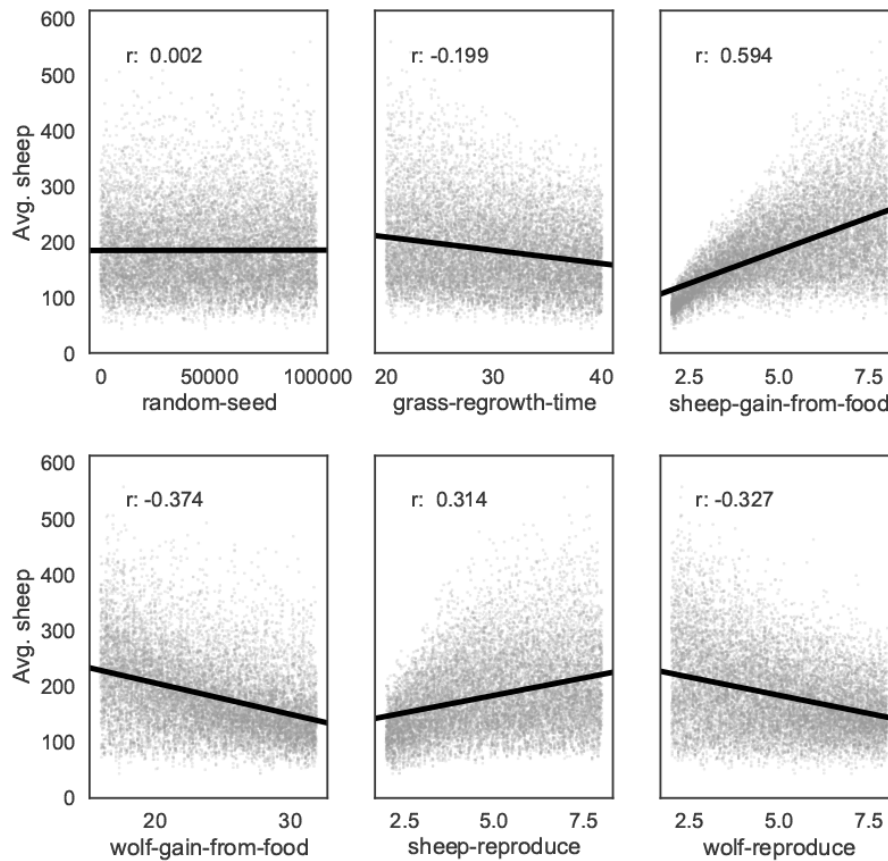 600
500
400
300
200
100
0
Avg. sheep
r: 0.002
r: -0.199
r: 0.594
0 50000 100000
20 30 40
2.5 5.0 7.5
random-seed
grass-regrowth-time
sheep-gain-from-food
600
500
400
300
200
100
0
Avg. sheep
r: -0.374
r: 0.314
r: -0.327
20 30
2.5 5.0 7.5
2.5 5.0 7.5
wolf-gain-from-food
sheep-reproduce
wolf-reproduce